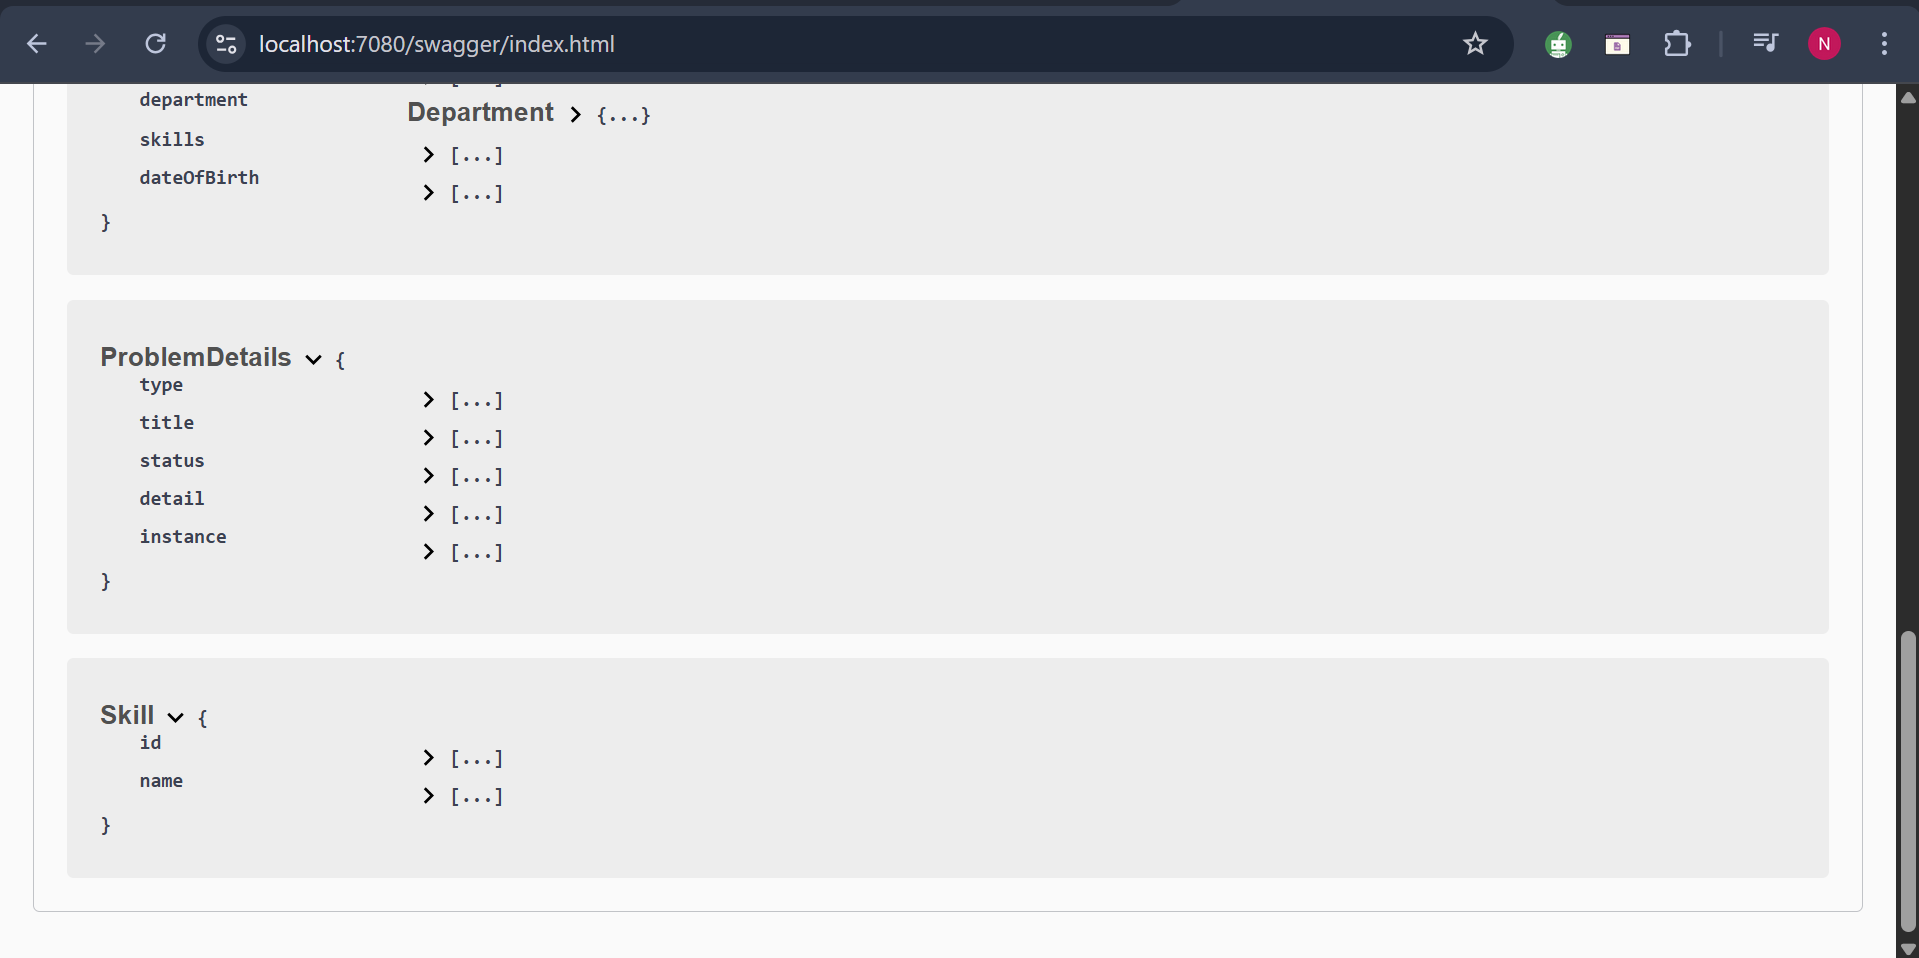 localhost:7080/swagger/index.html
N
department Department {...}
skills [...]
dateOfBirth [...]
}
ProblemDetails {
type [...]
title [...]
status [...]
detail [...]
instance [...]
}
Skill {
id [...]
name [...]
}